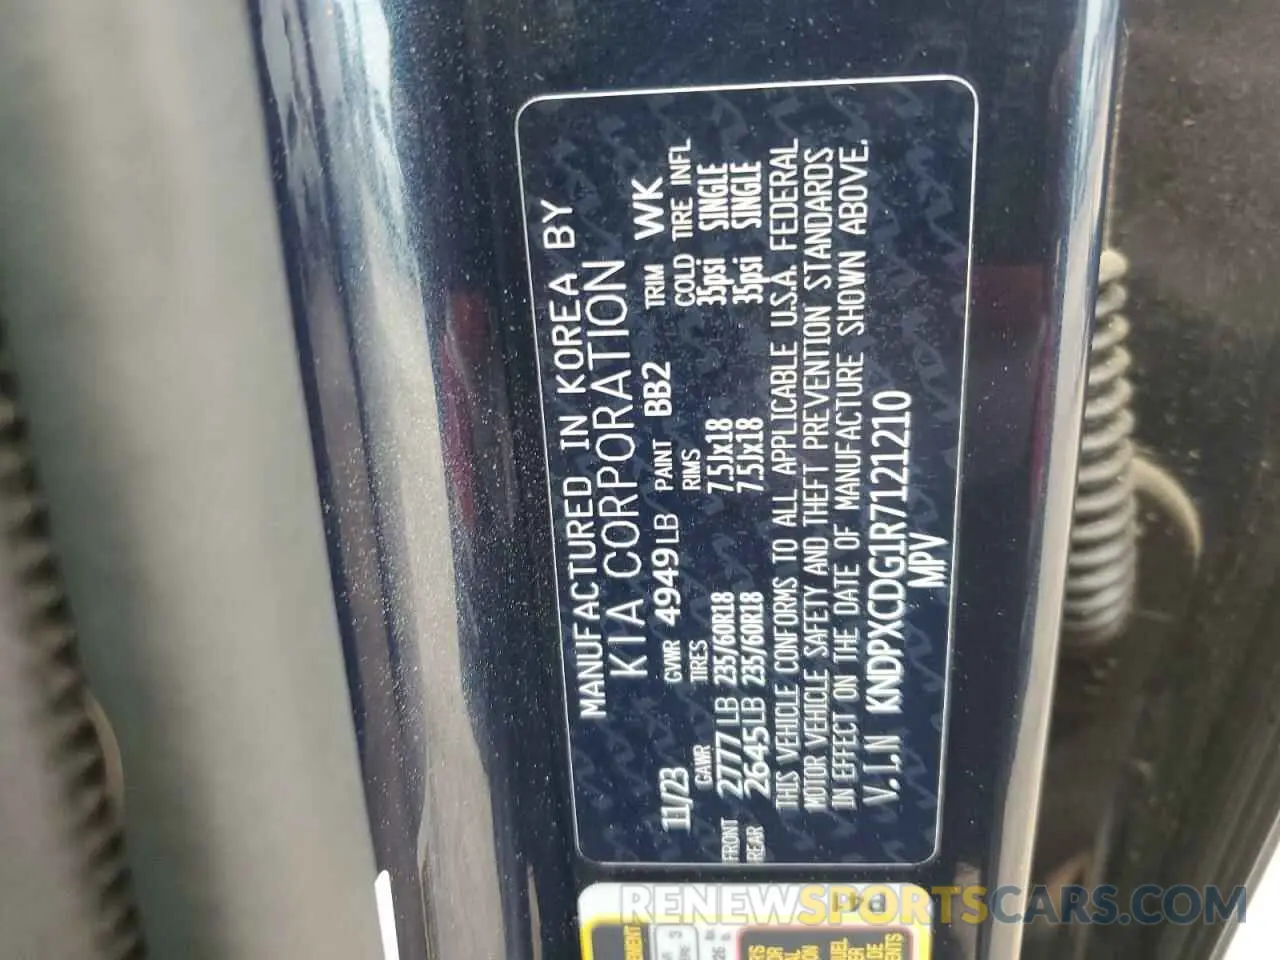 MANUFACTURED IN KOREA BY
KIA CORPORATION
11/23 GVWR 4949LB PAINT BB2 TRIM WK
GAWR TIRES RIMS COLD TIRE INFL
FRONT 2777LB 235/60R18 7.5Jx18 35psi SINGLE
REAR 2645LB 235/60R18 7.5Jx18 35psi SINGLE
THIS VEHICLE CONFORMS TO ALL APPLICABLE U.S.A. FEDERAL
MOTOR VEHICLE SAFETY AND THEFT PREVENTION STANDARDS
IN EFFECT ON THE DATE OF MANUFACTURE SHOWN ABOVE.
V.I.N KNDPXCDG1R7121210
MPV
RENEWSPORTSCARS.COM